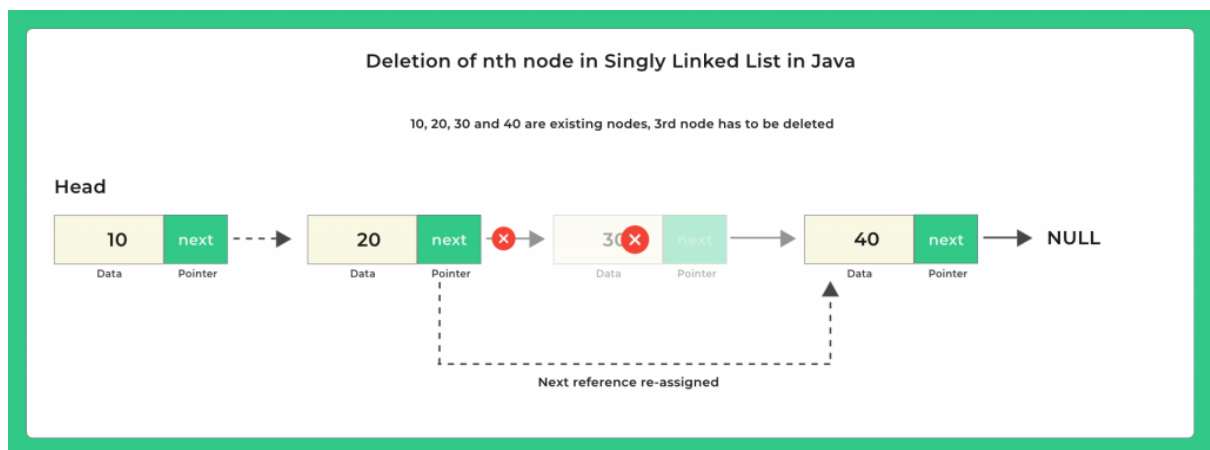 Deletion of nth node in Singly Linked List in Java
10, 20, 30 and 40 are existing nodes, 3rd node has to be deleted
Head
10 next 20 next 30 next 40 next NULL
Data Pointer Data Pointer Data Pointer Data Pointer
Next reference re-assigned